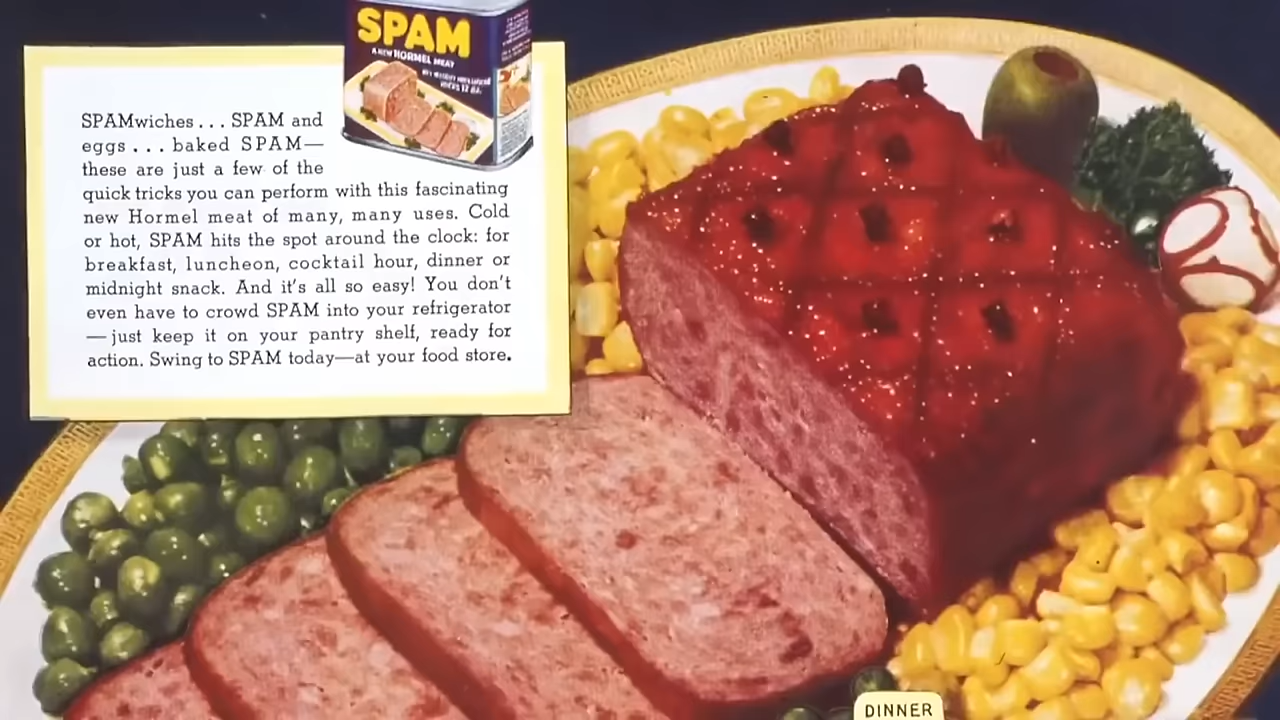 SPAM
A NEW HORMEL MEAT
SPAMwiches . . . SPAM and
eggs . . . baked SPAM—
these are just a few of the
quick tricks you can perform with this fascinating
new Hormel meat of many, many uses. Cold
or hot, SPAM hits the spot around the clock: for
breakfast, luncheon, cocktail hour, dinner or
midnight snack. And it's all so easy! You don't
even have to crowd SPAM into your refrigerator
—just keep it on your pantry shelf, ready for
action. Swing to SPAM today—at your food store.
DINNER